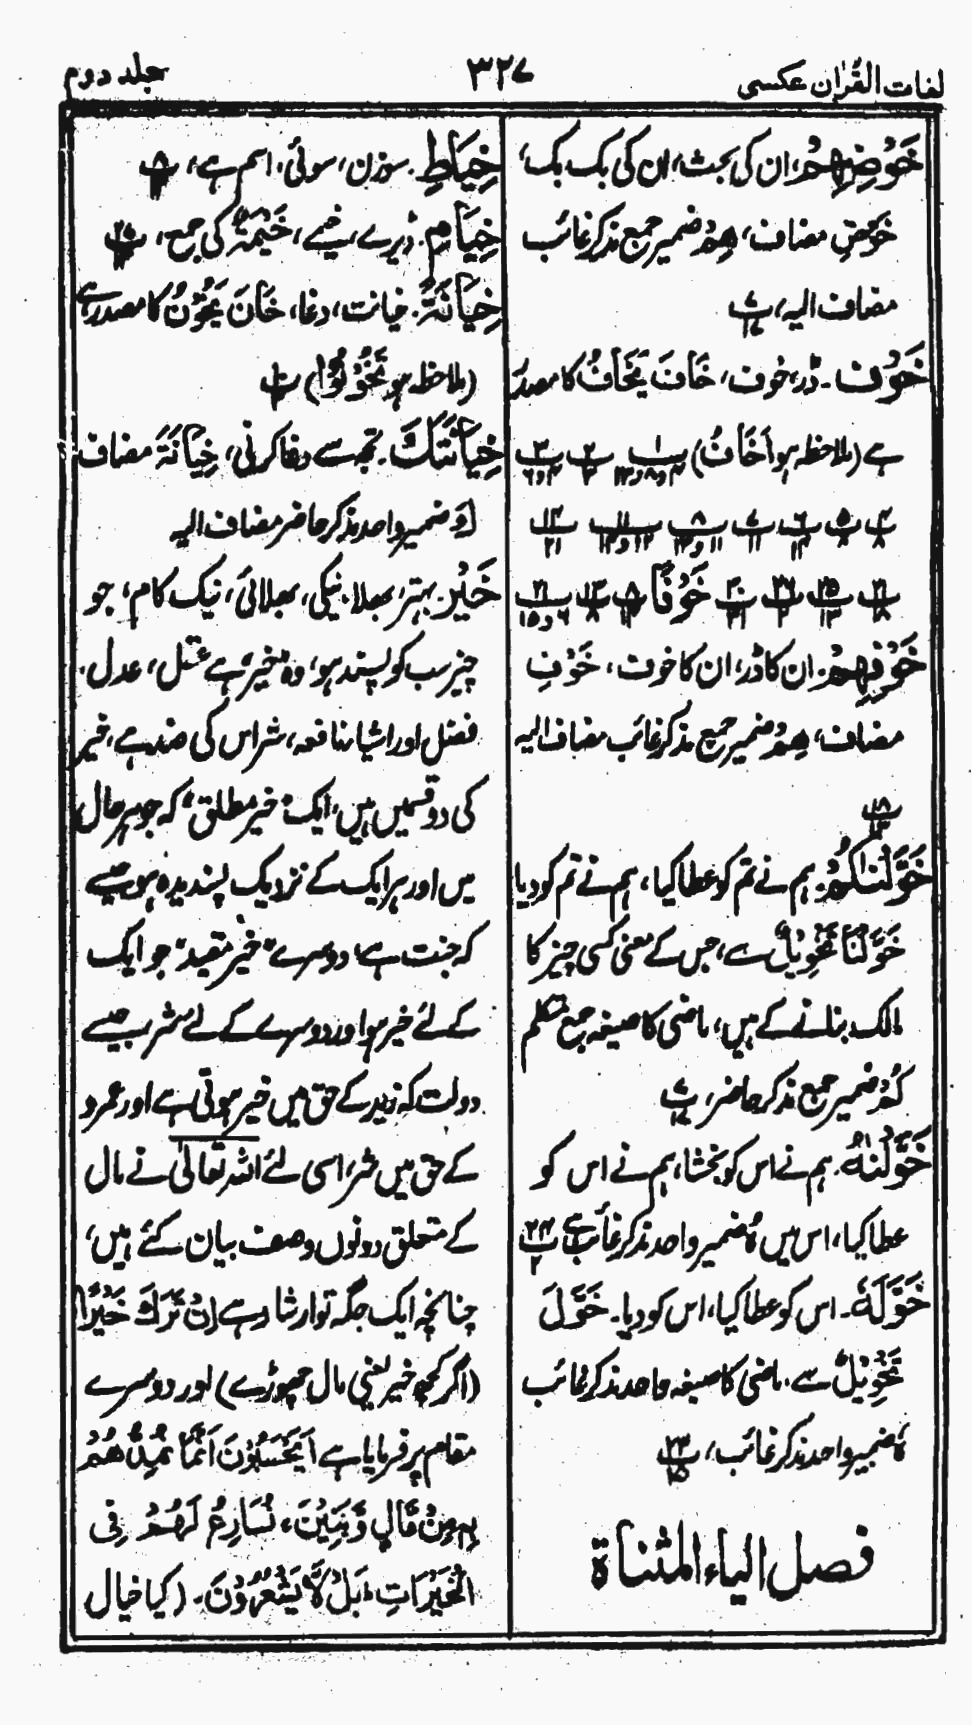 لغات القراٰن عکسی
۳۲۷
جلد دوم
خَوْضِهِمْ، ان کی بحث، ان کی بک بک،
خَوْضِ مضاف، هِمْ ضمیر جمع مذکر غائب
مضاف الیہ،
خَوْف۔ ڈر، خوف، خَافَ یَخَافُ کا مصدر
ہے (ملاحظہ ہو اَخَافُ)
خَوْفًا
خَوْفِهِمْ۔ ان کا ڈر، ان کا خوف، خَوْفِ
مضاف، هِمْ ضمیر جمع مذکر غائب مضاف الیہ
خَوَّلْنٰکُمْ۔ ہم نے تم کو عطا کیا، ہم نے تم کو دیا
خَوَّلْنَا تَخْوِیْلٌ سے، جس کے معنی کسی چیز کا
مالک بنانے کے ہیں، ماضی کا صیغہ جمع متکلم
کُمْ ضمیر جمع مذکر حاضر،
خَوَّلْنٰهُ۔ ہم نے اس کو بخشا، ہم نے اس کو
عطا کیا، اس میں هُ ضمیر واحد مذکر غائب ہے
خَوَّلَهٗ۔ اس کو عطا کیا، اس کو دیا۔ خَوَّلَ
تَخْوِیْلٌ سے، ماضی کا صیغہ واحد مذکر غائب
هٗ ضمیر واحد مذکر غائب،
فصل الیاء المثناة
خِیَاطِ۔ سوزن، سوئی، اسم ہے،
خِیَام۔ ڈیرے، خیمے، خَیْمَةٌ کی جمع،
خِیَانَةً۔ خیانت، دغا، خَانَ یَخُوْنُ کا مصدر ہے
(ملاحظہ ہو تَخُوْنُوْا)
خِیَانَتَكَ۔ تجھ سے دغا کرنی، خِیَانَةَ مضاف
كَ ضمیر واحد مذکر حاضر مضاف الیہ
خَیْر۔ بہتر، بھلا، نیکی، بھلائی، نیک کام، جو
چیز سب کو پسند ہو، وہ "خیر" ہے عقل، عدل،
فضل اور اشیاء نافعہ، شر اس کی ضد ہے، خیر
کی دو قسمیں ہیں، ایک "خیر مطلق" کہ جو ہر حال
میں اور ہر ایک کے نزدیک پسندیدہ ہو جیسے
کہ جنت ہے، دوسرے "خیر مقید" جو ایک
کے لئے خیر ہو اور دوسرے کے لئے شر جیسے
دولت کہ زید کے حق میں خیر ہوتی ہے اور عمرو
کے حق میں شر، اسی لئے اللہ تعالیٰ نے مال
کے متعلق دونوں وصف بیان کئے ہیں،
چنانچہ ایک جگہ تو ارشاد ہے اِنْ تَرَكَ خَیْرًا
(اگر کچھ خیر یعنی مال چھوڑے) اور دوسرے
مقام پر فرمایا ہے اَیَحْسَبُوْنَ اَنَّمَا نُمِدُّهُمْ
بِهٖ مِنْ مَّالٍ وَّبَنِیْنَ، نُسَارِعُ لَهُمْ فِی
الْخَیْرَاتِ بَلْ لَّا یَشْعُرُوْنَ۔ (کیا خیال